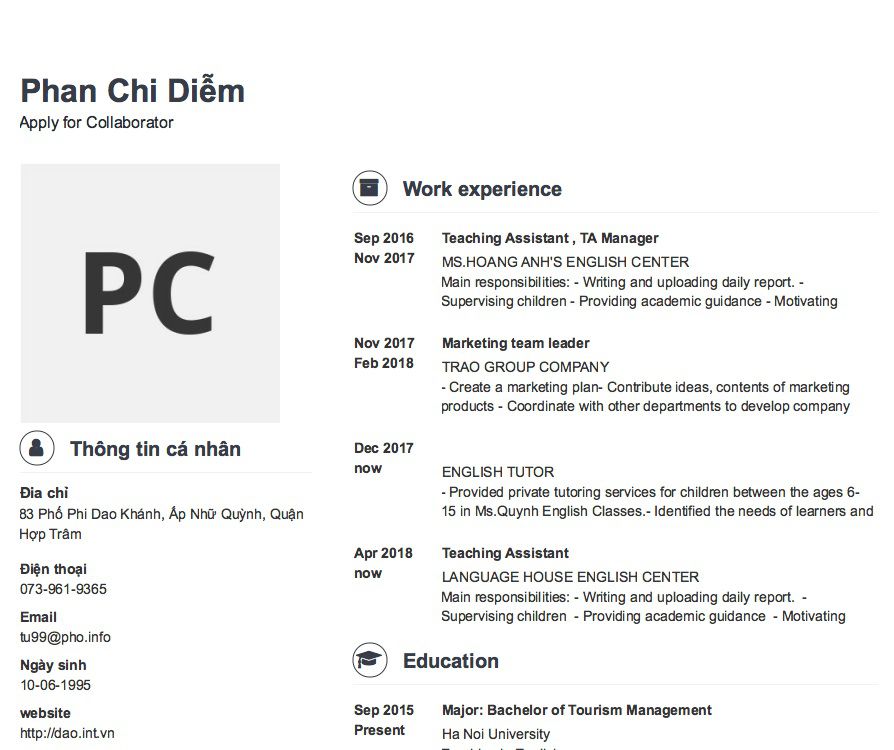 Phan Chi Diễm
Apply for Collaborator
PC
Thông tin cá nhân
Đia chỉ
83 Phố Phi Dao Khánh, Ấp Như Quỳnh, Quận
Hợp Trâm
Điện thoại
073-961-9365
Email
tu99@pho.info
Ngày sinh
10-06-1995
website
http://dao.int.vn
Work experience
Sep 2016
Nov 2017
Teaching Assistant , TA Manager
MS.HOANG ANH'S ENGLISH CENTER
Main responsibilities: - Writing and uploading daily report. -
Supervising children - Providing academic guidance - Motivating
Nov 2017
Feb 2018
Marketing team leader
TRAO GROUP COMPANY
- Create a marketing plan- Contribute ideas, contents of marketing
products - Coordinate with other departments to develop company
Dec 2017
now
ENGLISH TUTOR
- Provided private tutoring services for children between the ages 6-
15 in Ms.Quynh English Classes.- Identified the needs of learners and
Apr 2018
now
Teaching Assistant
LANGUAGE HOUSE ENGLISH CENTER
Main responsibilities: - Writing and uploading daily report. -
Supervising children - Providing academic guidance - Motivating
Education
Sep 2015
Present
Major: Bachelor of Tourism Management
Ha Noi University